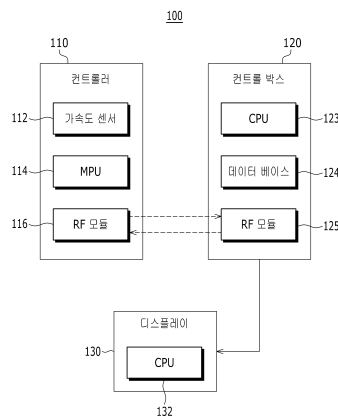 100
110
120
컨트롤러
컨트롤 박스
112
가속도 센서
CPU
123
114
MPU
데이터 베이스
124
116
RF 모듈
RF 모듈
125
디스플레이
130
CPU
132